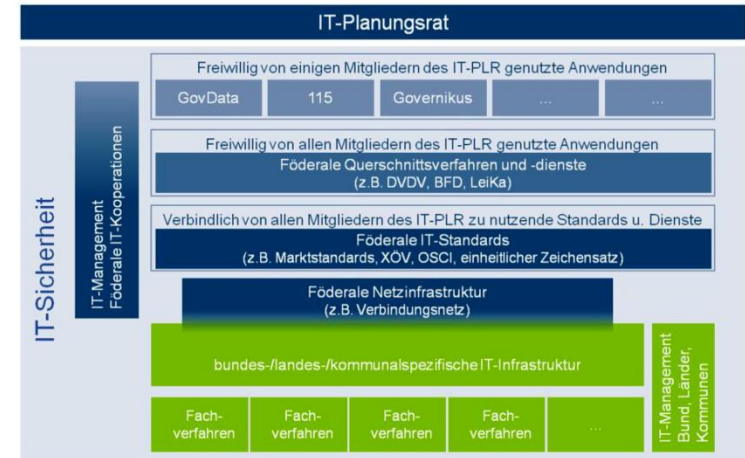 IT-Planungsrat
IT-Sicherheit
IT-Management
Föderale IT-Kooperationen
Freiwillig von einigen Mitgliedern des IT-PLR genutzte Anwendungen
GovData
115
Governikus
...
...
Freiwillig von allen Mitgliedern des IT-PLR genutzte Anwendungen
Föderale Querschnittsverfahren und -dienste
(z.B. DVDV, BFD, LeiKa)
Verbindlich von allen Mitgliedern des IT-PLR zu nutzende Standards u. Dienste
Föderale IT-Standards
(z.B. Marktstandards, XÖV, OSCI, einheitlicher Zeichensatz)
Föderale Netzinfrastruktur
(z.B. Verbindungsnetz)
bundes-/landes-/kommunalspezifische IT-Infrastruktur
Fach-
verfahren
Fach-
verfahren
Fach-
verfahren
Fach-
verfahren
...
IT-Management
Bund, Länder,
Kommunen